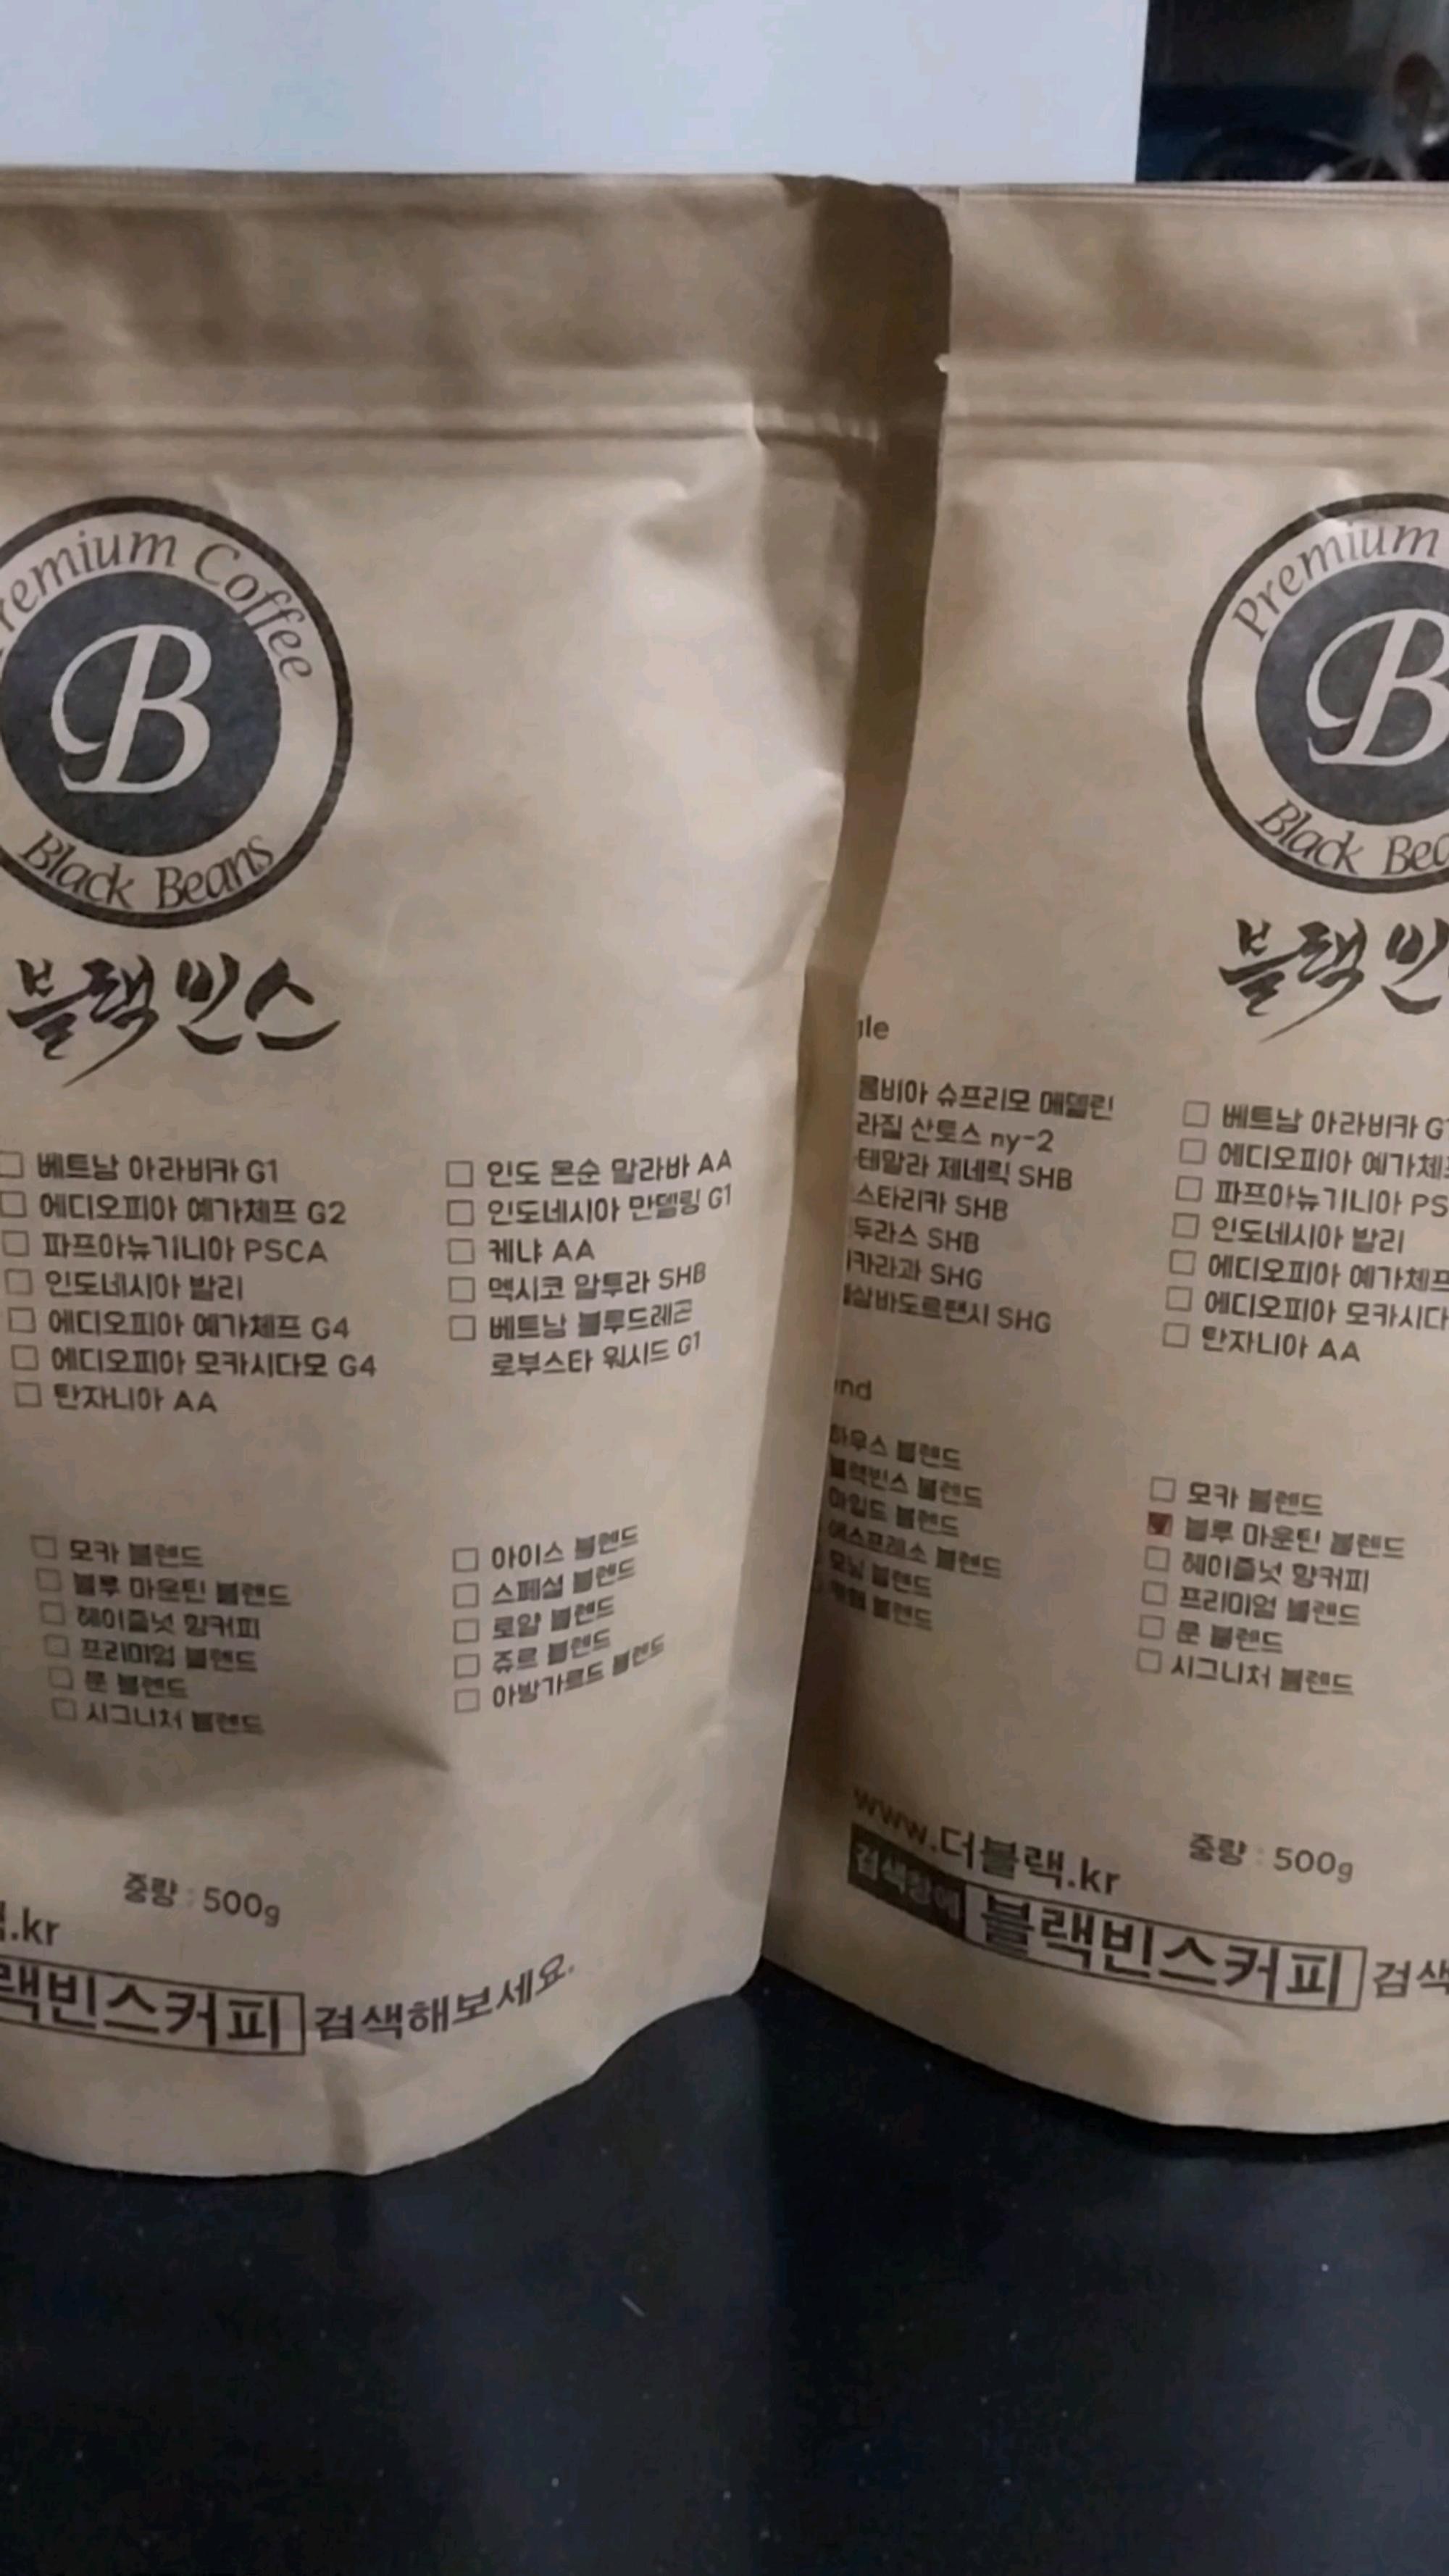 Premium Coffee
B
Black Beans
블랙빈스
베트남 아라비카 G1
에디오피아 예가체프 G2
파프아뉴기니아 PSCA
인도네시아 발리
에디오피아 예가체프 G4
에디오피아 모카시다모 G4
탄자니아 AA
인도 몬순 말라바 AA
인도네시아 만델링 G1
케냐 AA
멕시코 알투라 SHB
베트남 블루드래곤
로부스타 워시드 G1
모카 블렌드
블루 마운틴 블렌드
헤이즐넛 향커피
프리미엄 블렌드
문 블렌드
시그니처 블렌드
아이스 블렌드
스페셜 블렌드
로얄 블렌드
쥬르 블렌드
아방가르드 블렌드
중량 : 500g
.kr
랙빈스커피 검색해보세요.
Premium
B
Black Bea
블랙빈
gle
롬비아 슈프리모 메델린
라질 산토스 ny-2
테말라 제네릭 SHB
스타리카 SHB
두라스 SHB
카라과 SHG
살바도르팬시 SHG
베트남 아라비카 G1
에디오피아 예가체프
파프아뉴기니아 PS
인도네시아 발리
에디오피아 예가체프
에디오피아 모카시다
탄자니아 AA
end
하우스 블렌드
블랙빈스 블렌드
마일드 블렌드
에스프레소 블렌드
모닝 블렌드
블렌드
모카 블렌드
블루 마운틴 블렌드
헤이즐넛 향커피
프리미엄 블렌드
문 블렌드
시그니처 블렌드
www.더블랙.kr
중량 : 500g
검색창에 블랙빈스커피 검색